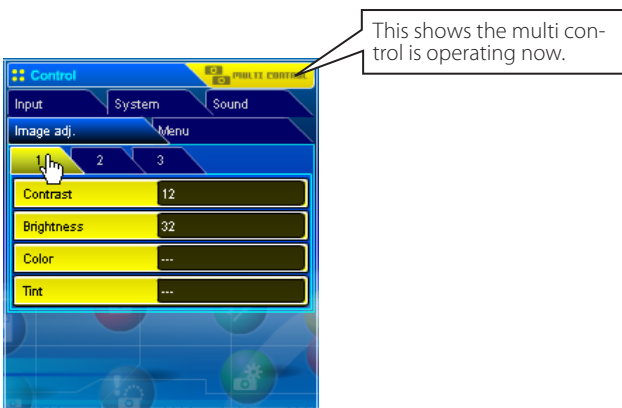 This shows the multi con-
trol is operating now.
Control
MULTI CONTROL
Input System Sound
Image adj. Menu
1 2 3
Contrast 12
Brightness 32
Color ---
Tint ---